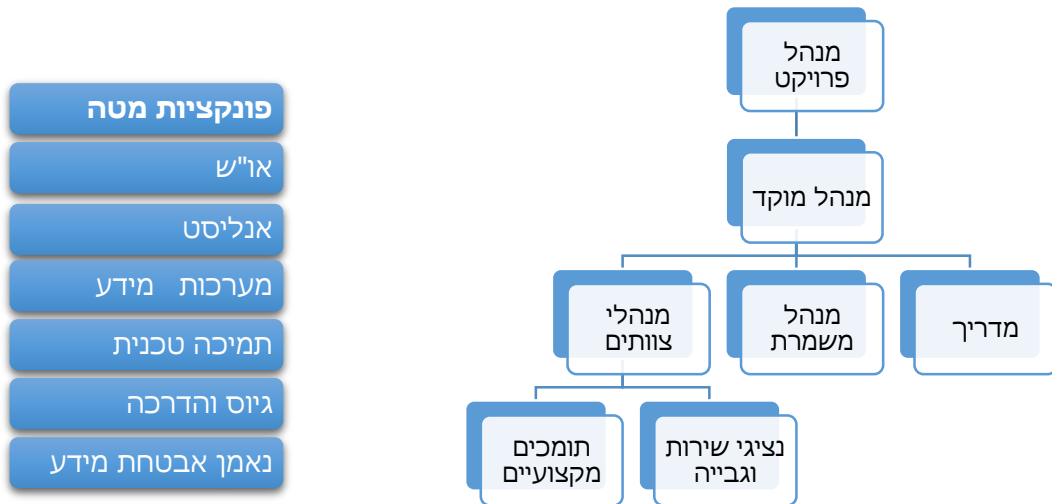 מנהל
פרויקט
מנהל מוקד
מדריך
מנהל
משמרת
מנהלי
צוותים
נציגי שירות
וגבייה
תומכים
מקצועיים
פונקציות מטה
או"ש
אנליסט
מערכות מידע
תמיכה טכנית
גיוס והדרכה
נאמן אבטחת מידע